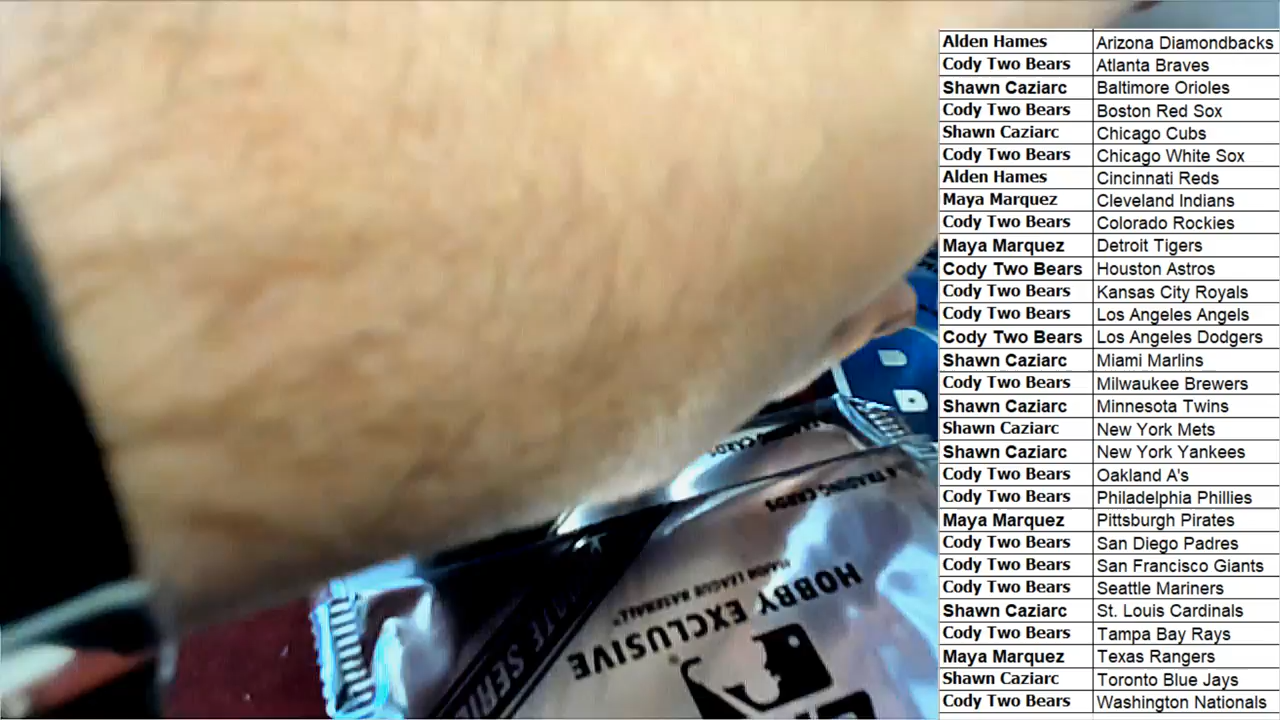 Alden Hames Arizona Diamondbacks
Cody Two Bears Atlanta Braves
Shawn Caziarc Baltimore Orioles
Cody Two Bears Boston Red Sox
Shawn Caziarc Chicago Cubs
Cody Two Bears Chicago White Sox
Alden Hames Cincinnati Reds
Maya Marquez Cleveland Indians
Cody Two Bears Colorado Rockies
Maya Marquez Detroit Tigers
Cody Two Bears Houston Astros
Cody Two Bears Kansas City Royals
Cody Two Bears Los Angeles Angels
Cody Two Bears Los Angeles Dodgers
Shawn Caziarc Miami Marlins
Cody Two Bears Milwaukee Brewers
Shawn Caziarc Minnesota Twins
Shawn Caziarc New York Mets
Shawn Caziarc New York Yankees
Cody Two Bears Oakland A's
Cody Two Bears Philadelphia Phillies
Maya Marquez Pittsburgh Pirates
Cody Two Bears San Diego Padres
Cody Two Bears San Francisco Giants
Cody Two Bears Seattle Mariners
Shawn Caziarc St. Louis Cardinals
Cody Two Bears Tampa Bay Rays
Maya Marquez Texas Rangers
Shawn Caziarc Toronto Blue Jays
Cody Two Bears Washington Nationals
TRADING CARDS
MAJOR LEAGUE BASEBALL
HOBBY EXCLUSIVE